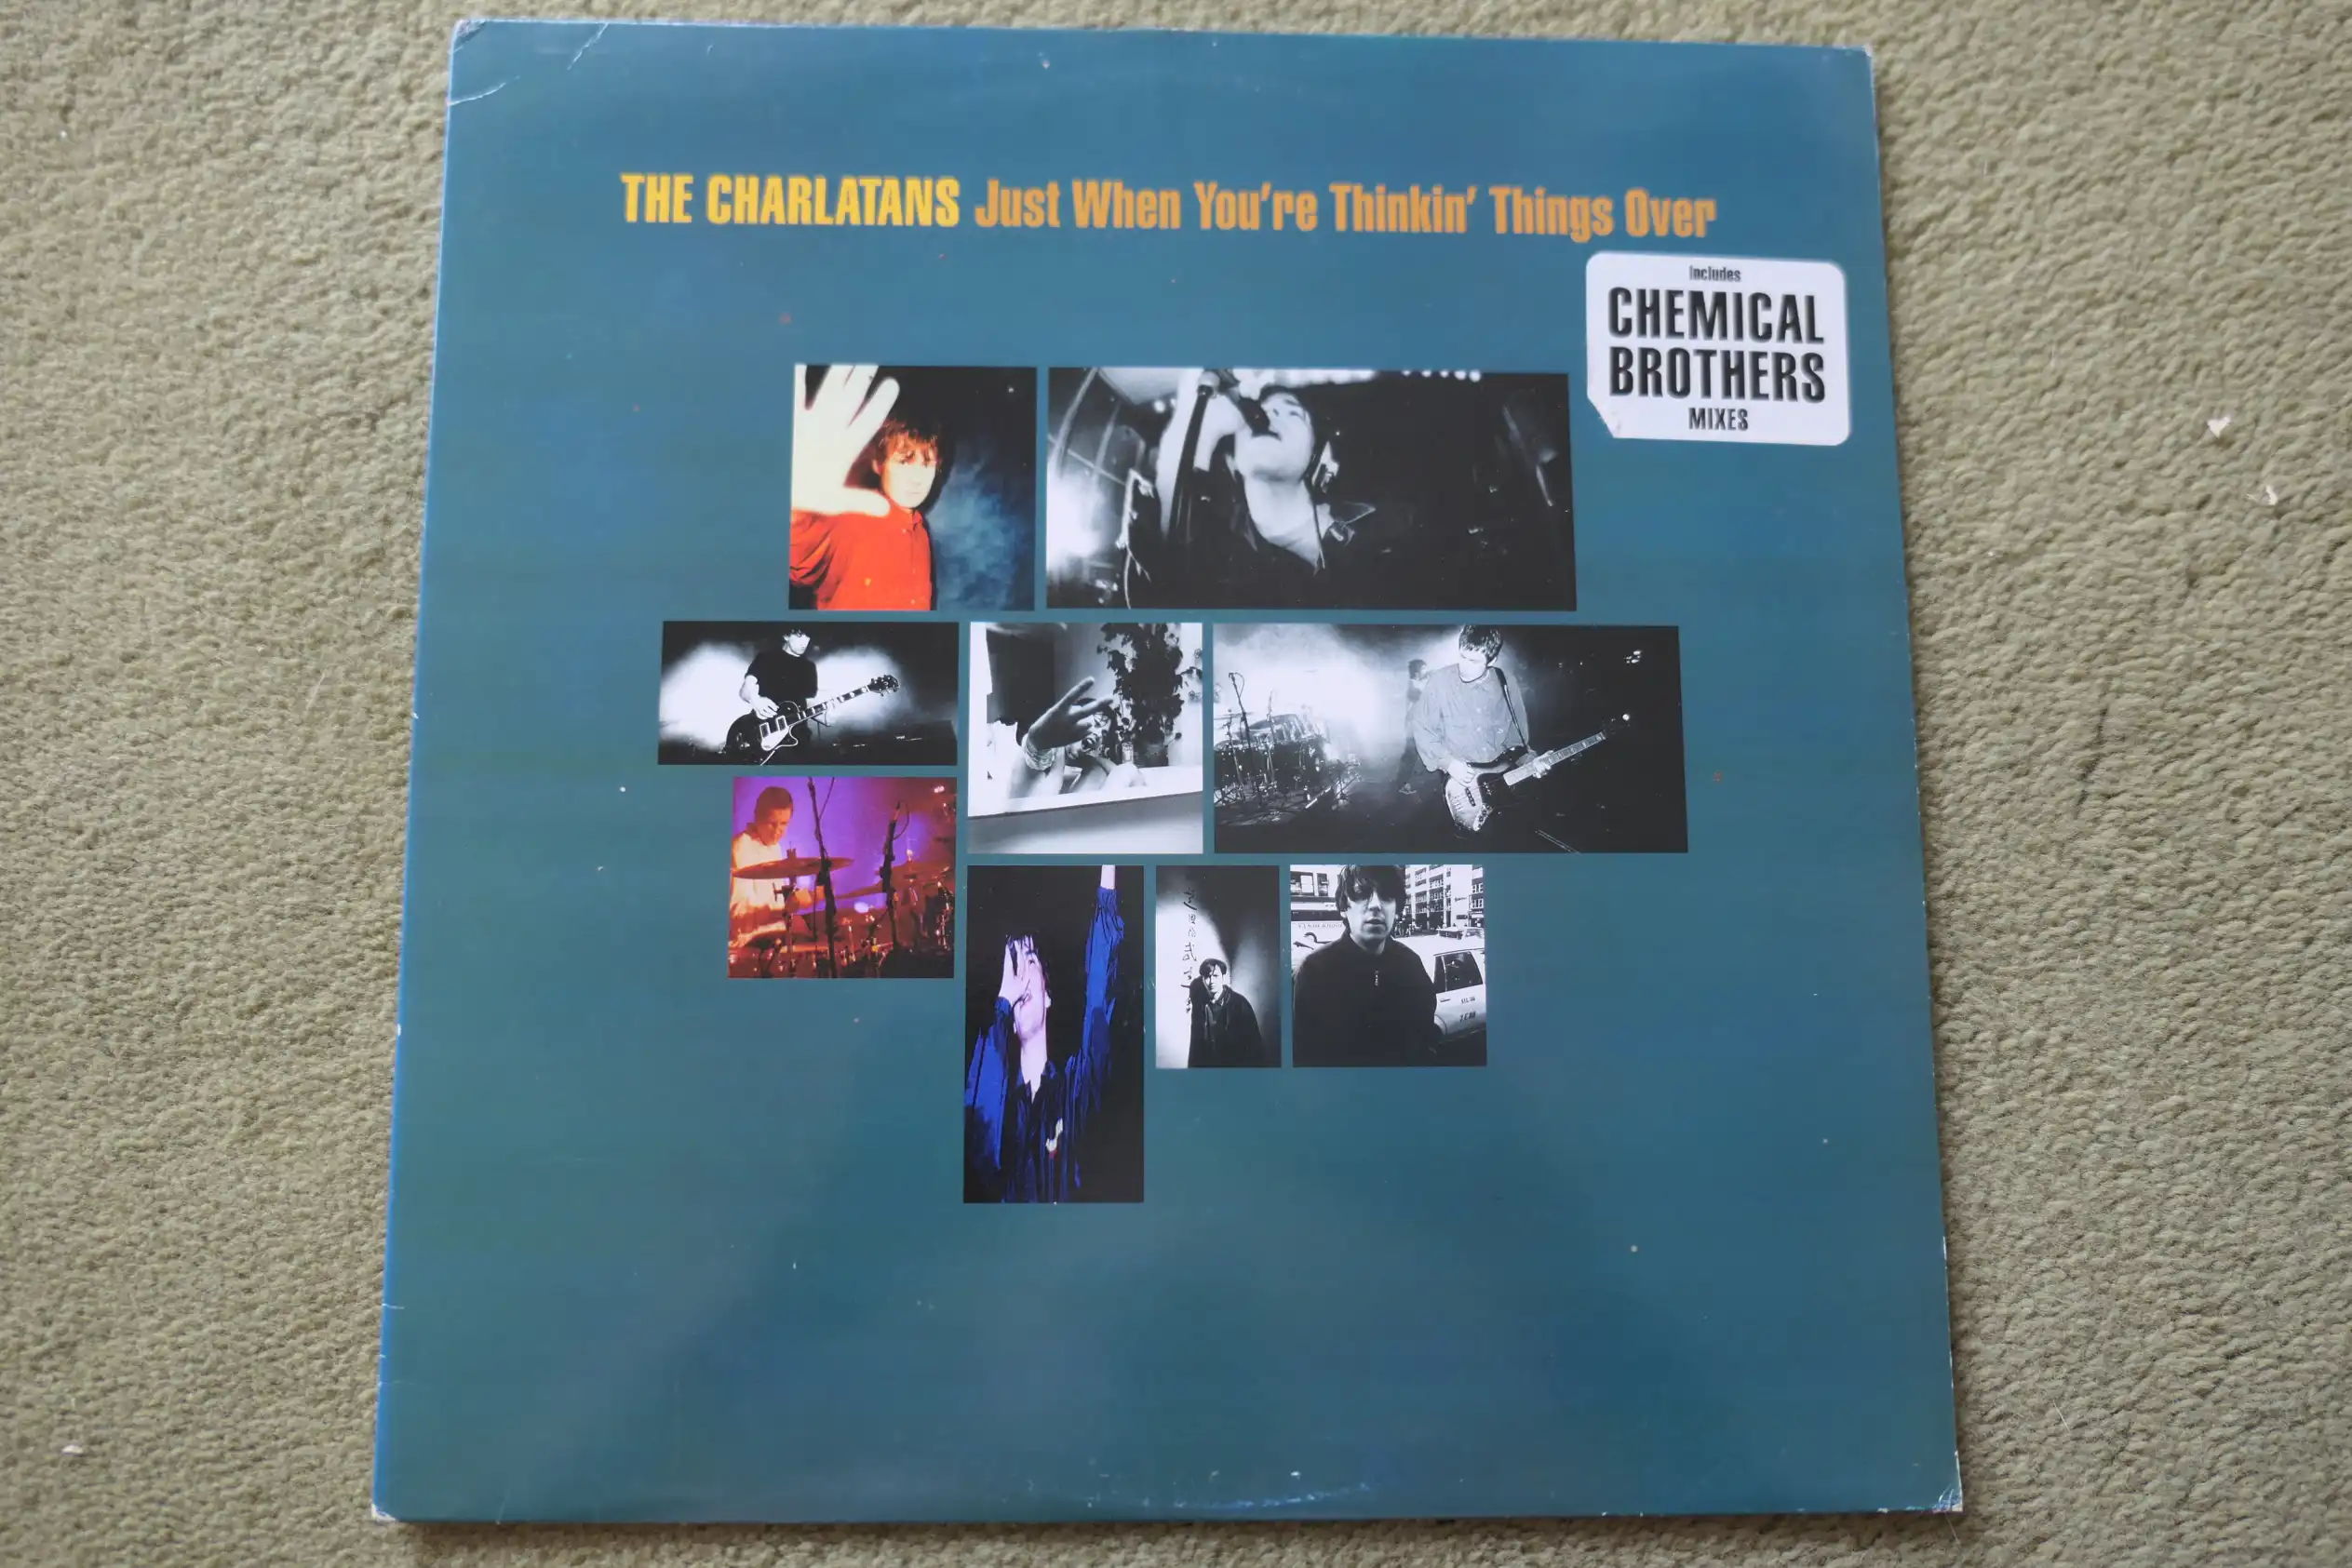 THE CHARLATANS Just When You're Thinkin' Things Over
Includes
CHEMICAL
BROTHERS
MIXES